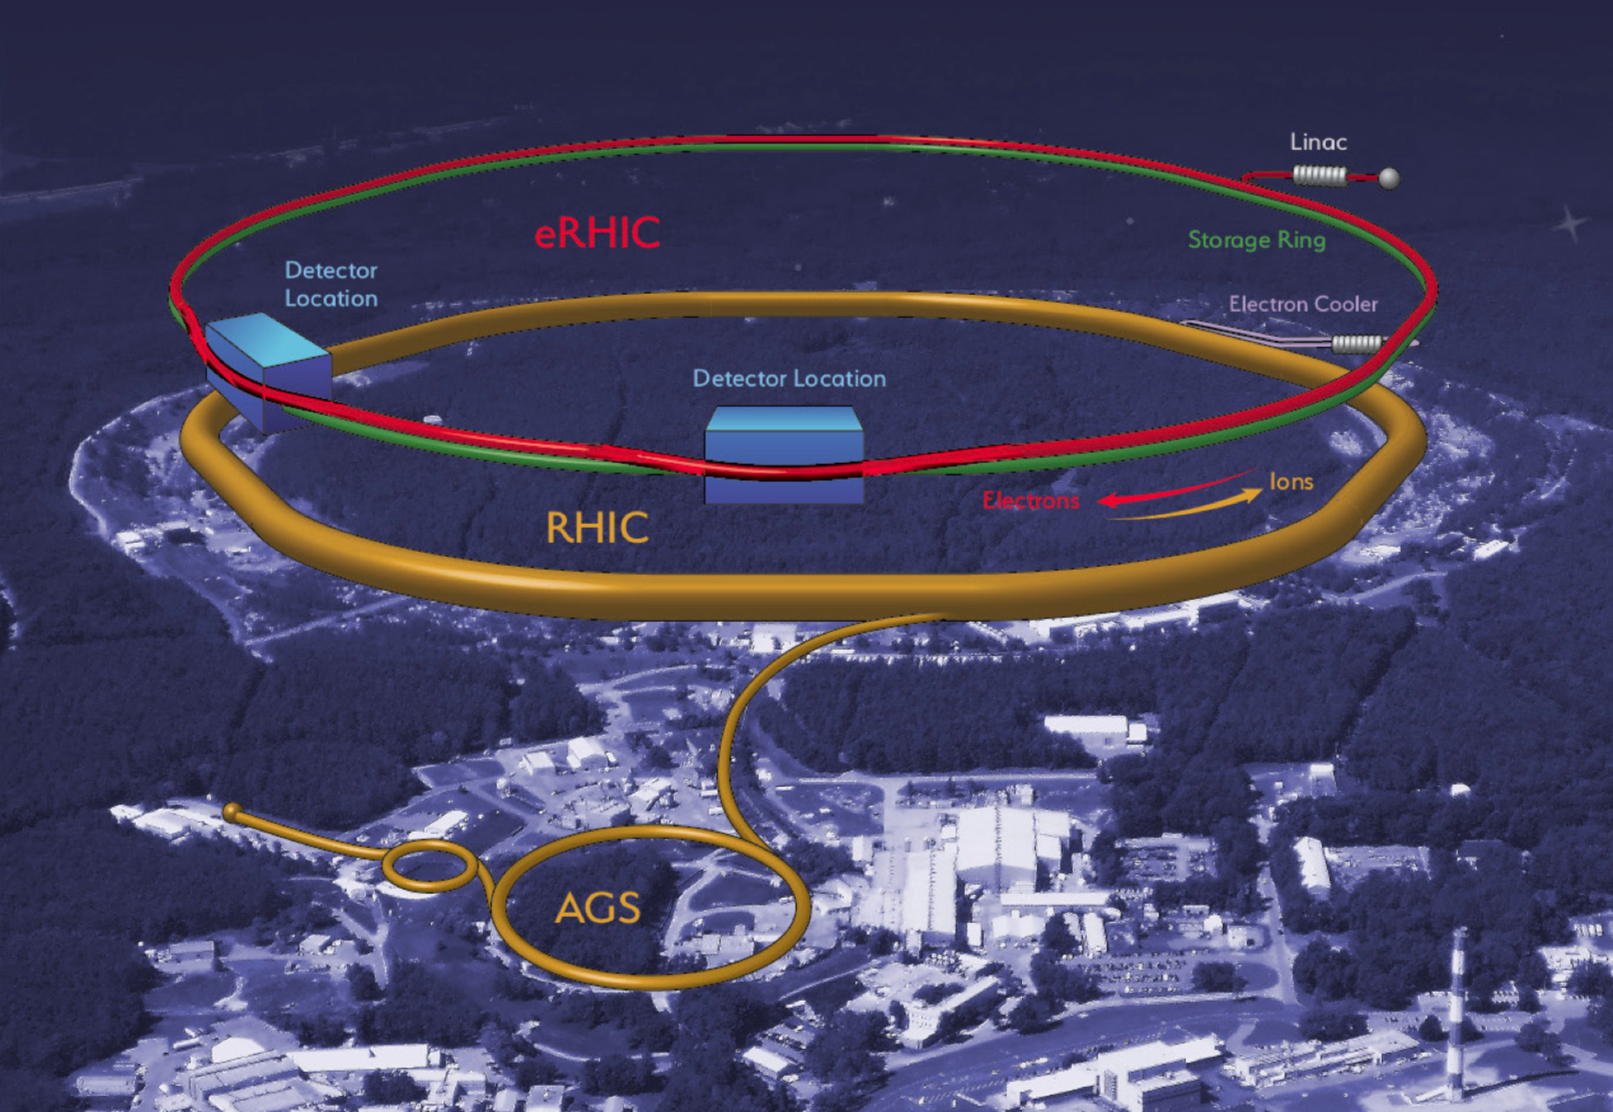 Linac
eRHIC
Storage Ring
Detector
Location
Electron Cooler
Detector Location
Ions
Electrons
RHIC
AGS